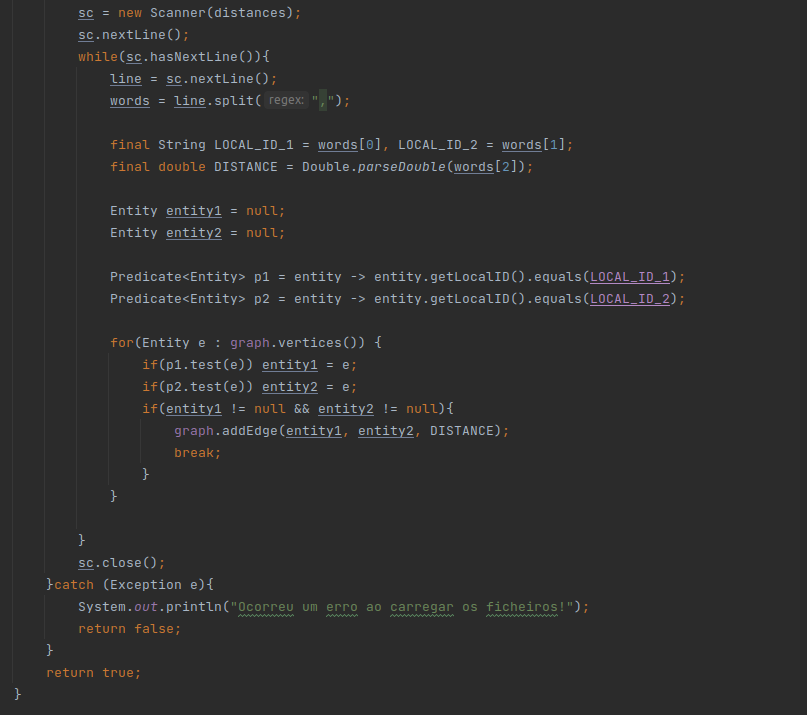 sc = new Scanner(distances);
sc.nextLine();
while(sc.hasNextLine()){
line = sc.nextLine();
words = line.split( regex: ",");
final String LOCAL_ID_1 = words[0], LOCAL_ID_2 = words[1];
final double DISTANCE = Double.parseDouble(words[2]);
Entity entity1 = null;
Entity entity2 = null;
Predicate<Entity> p1 = entity -> entity.getLocalID().equals(LOCAL_ID_1);
Predicate<Entity> p2 = entity -> entity.getLocalID().equals(LOCAL_ID_2);
for(Entity e : graph.vertices()) {
if(p1.test(e)) entity1 = e;
if(p2.test(e)) entity2 = e;
if(entity1 != null && entity2 != null){
graph.addEdge(entity1, entity2, DISTANCE);
break;
}
}
}
sc.close();
}catch (Exception e){
System.out.println("Ocorreu um erro ao carregar os ficheiros!");
return false;
}
return true;
}